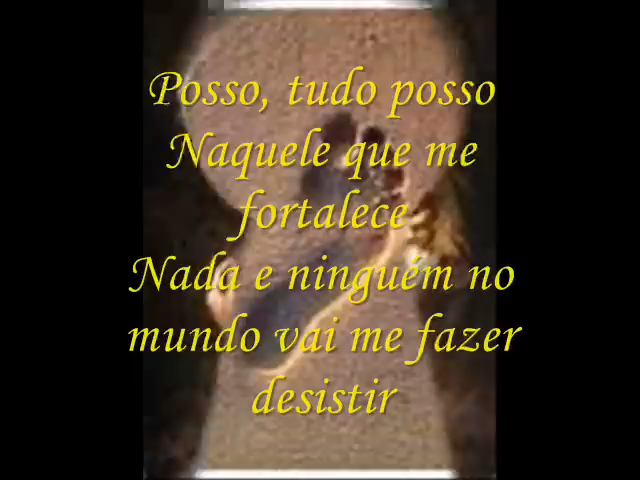 Posso, tudo posso
Naquele que me
fortalece
Nada e ninguém no
mundo vai me fazer
desistir